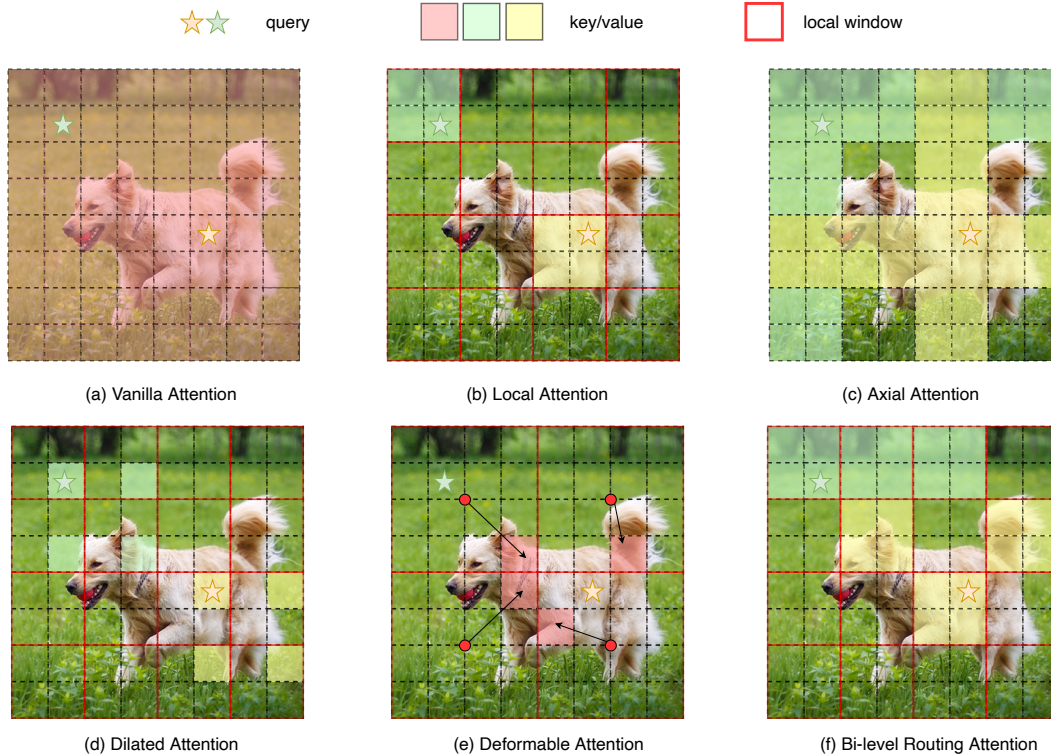 query
key/value
local window
(a) Vanilla Attention
(b) Local Attention
(c) Axial Attention
(d) Dilated Attention
(e) Deformable Attention
(f) Bi-level Routing Attention